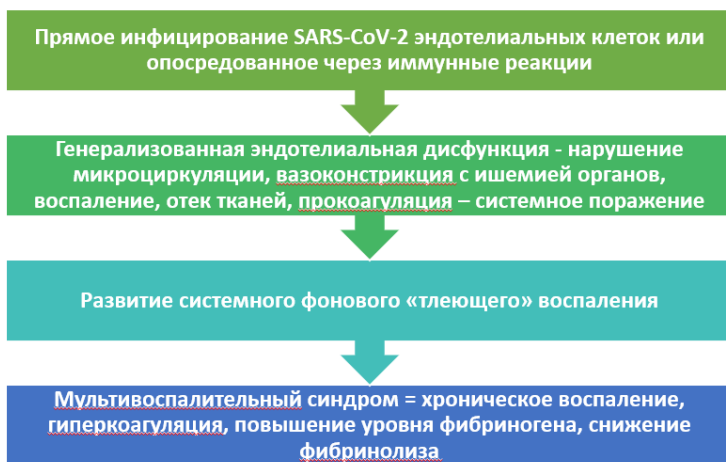 Прямое инфицирование SARS-CoV-2 эндотелиальных клеток или
опосредованное через иммунные реакции
Генерализованная эндотелиальная дисфункция - нарушение
микроциркуляции, вазоконстрикция с ишемией органов,
воспаление, отек тканей, прокоагуляция – системное поражение
Развитие системного фонового «тлеющего» воспаления
Мультивоспалительный синдром = хроническое воспаление,
гиперкоагуляция, повышение уровня фибриногена, снижение
фибринолиза